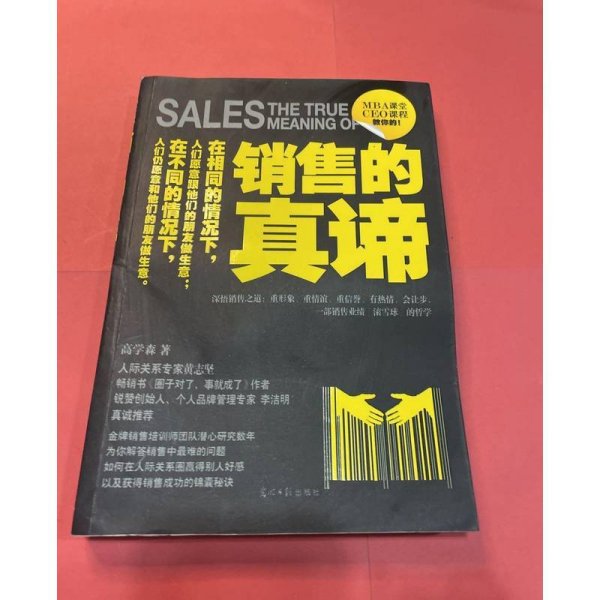 SALES THE TRUE
MEANING OF
MBA课堂
CEO课程
做你的!
销售的
真谛
在相同的情况下，
人们愿意跟他们的朋友做生意；
在不同的情况下，
人们仍愿意和他们的朋友做生意。
深悟销售之道：重形象、重情谊、重信誉、有热情、会让步，
一部销售业绩 滚雪球 的哲学
高学森 著
人际关系专家黄志坚
畅销书《圈子对了、事就成了》作者
锐赞创始人、个人品牌管理专家 李洁明
真诚推荐
金牌销售培训师团队潜心研究数年
为你解答销售中最难的问题
如何在人际关系圈赢得别人好感
以及获得销售成功的锦囊秘诀
光明日报出版社